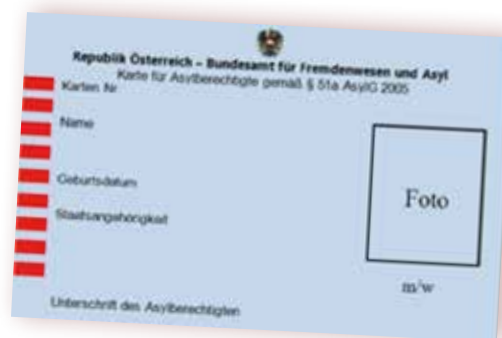 Republik Österreich – Bundesamt für Fremdenwesen und Asyl
Karte für Asylberechtigte gemäß § 51a AsylG 2005
Karten Nr
Name
Geburtsdatum
Staatsangehörigkeit
Foto
m/w
Unterschrift des Asylberechtigten